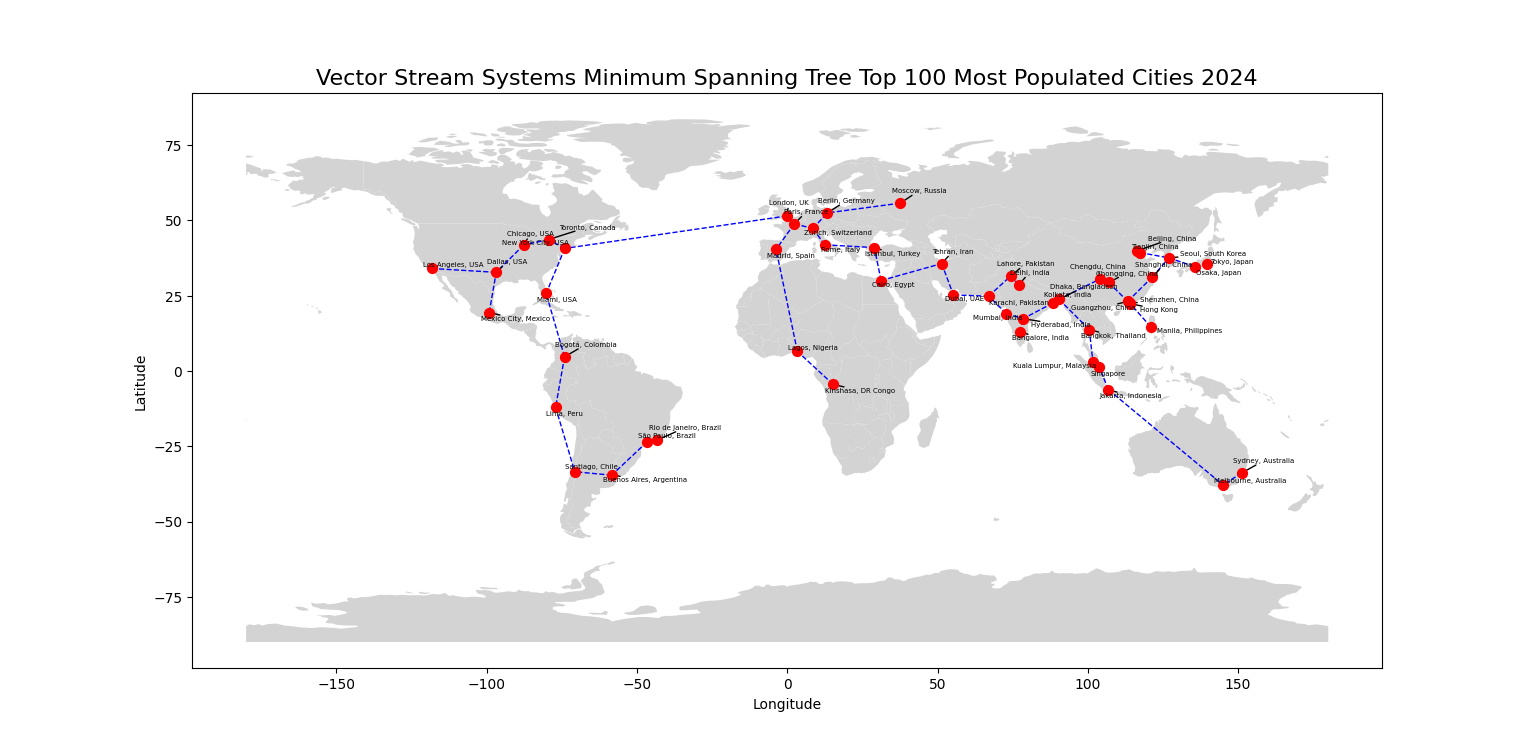 Vector Stream Systems Minimum Spanning Tree Top 100 Most Populated Cities 2024
Latitude
75
50
25
0
−25
−50
−75
Moscow, Russia
London, UK
Berlin, Germany
Paris, France
Toronto, Canada
Chicago, USA
New York City, USA
Zurich, Switzerland
Rome, Italy
Istanbul, Turkey
Madrid, Spain
Tehran, Iran
Beijing, China
Tianjin, China
Seoul, South Korea
Tokyo, Japan
Osaka, Japan
Los Angeles, USA
Dallas, USA
Lahore, Pakistan
Delhi, India
Chengdu, China
Chongqing, China
Shanghai, China
Cairo, Egypt
Dhaka, Bangladesh
Kolkata, India
Miami, USA
Dubai, UAE
Karachi, Pakistan
Guangzhou, China
Shenzhen, China
Hong Kong
Mexico City, Mexico
Mumbai, India
Hyderabad, India
Bangalore, India
Bangkok, Thailand
Manila, Philippines
Bogota, Colombia
Lagos, Nigeria
Kuala Lumpur, Malaysia
Singapore
Kinshasa, DR Congo
Jakarta, Indonesia
Lima, Peru
Rio de Janeiro, Brazil
São Paulo, Brazil
Santiago, Chile
Buenos Aires, Argentina
Sydney, Australia
Melbourne, Australia
−150
−100
−50
0
50
100
150
Longitude